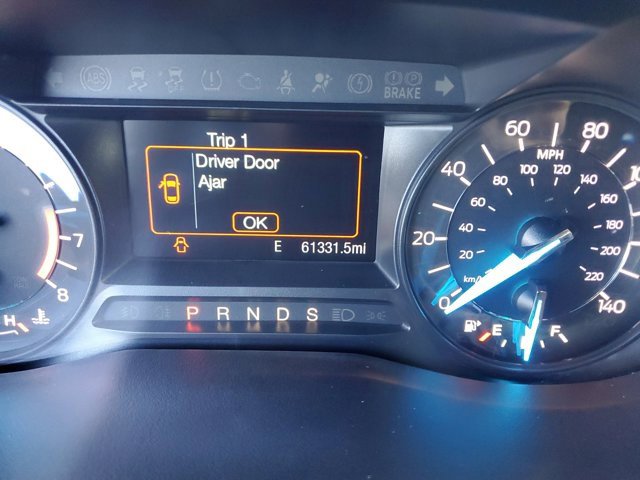 ABS
BRAKE
Trip 1
Driver Door
Ajar
OK
E 61331.5mi
P R N D S
7
8
H
MPH
0 20 40 60 80 140
km/h
20 40 60 80 100 120 140 160 180 200 220
E F